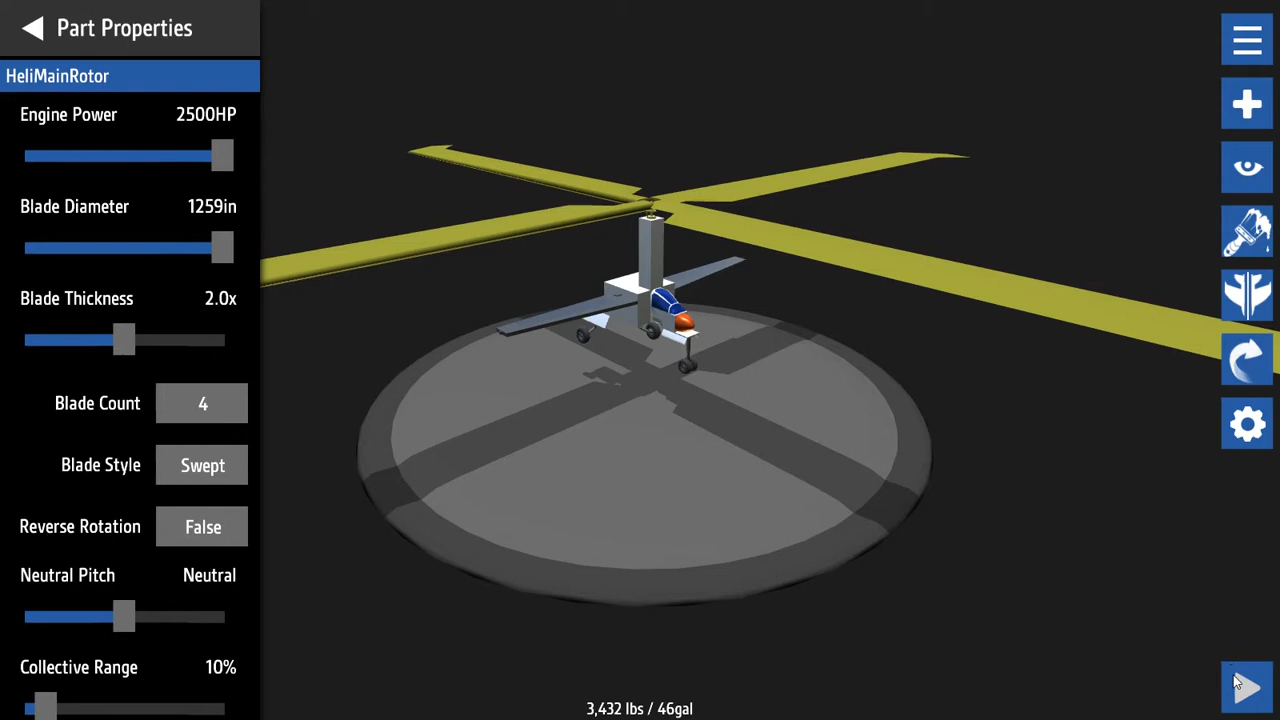 Part Properties
HeliMainRotor
Engine Power 2500HP
Blade Diameter 1259in
Blade Thickness 2.0x
Blade Count 4
Blade Style Swept
Reverse Rotation False
Neutral Pitch Neutral
Collective Range 10%
3,432 lbs / 46gal